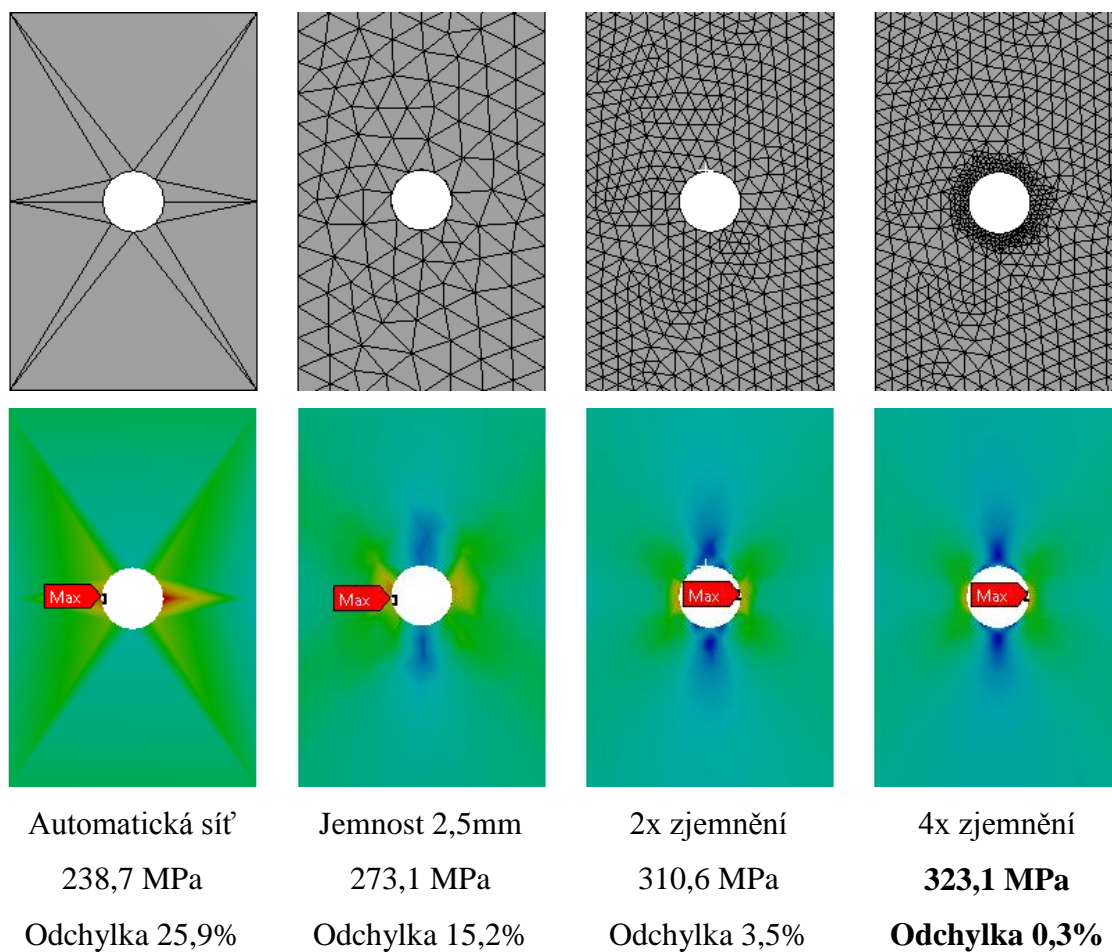 Max
Max
Max
Max
Automatická síť
Jemnost 2,5mm
2x zjemnění
4x zjemnění
238,7 MPa
273,1 MPa
310,6 MPa
323,1 MPa
Odchylka 25,9%
Odchylka 15,2%
Odchylka 3,5%
Odchylka 0,3%